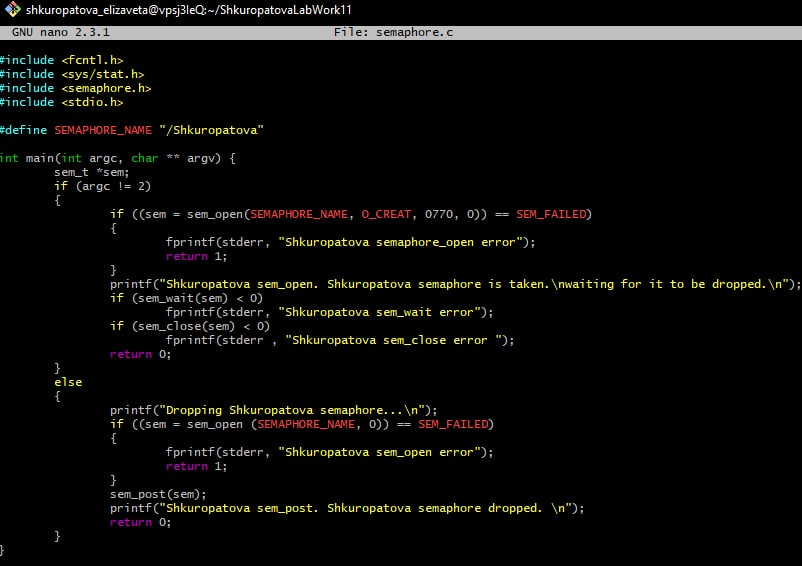 shkuropatova_elizaveta@vpsj3leQ:~/ShkuropatovaLabWork11
GNU nano 2.3.1 File: semaphore.c
#include <fcntl.h>
#include <sys/stat.h>
#include <semaphore.h>
#include <stdio.h>
#define SEMAPHORE_NAME "/Shkuropatova"
int main(int argc, char ** argv) {
sem_t *sem;
if (argc != 2)
{
if ((sem = sem_open(SEMAPHORE_NAME, O_CREAT, 0770, 0)) == SEM_FAILED)
{
fprintf(stderr, "Shkuropatova semaphore_open error");
return 1;
}
printf("Shkuropatova sem_open. Shkuropatova semaphore is taken.\nwaiting for it to be dropped.\n");
if (sem_wait(sem) < 0)
fprintf(stderr, "Shkuropatova sem_wait error");
if (sem_close(sem) < 0)
fprintf(stderr , "Shkuropatova sem_close error ");
return 0;
}
else
{
printf("Dropping Shkuropatova semaphore...\n");
if ((sem = sem_open (SEMAPHORE_NAME, 0)) == SEM_FAILED)
{
fprintf(stderr, "Shkuropatova sem_open error");
return 1;
}
sem_post(sem);
printf("Shkuropatova sem_post. Shkuropatova semaphore dropped. \n");
return 0;
}
}